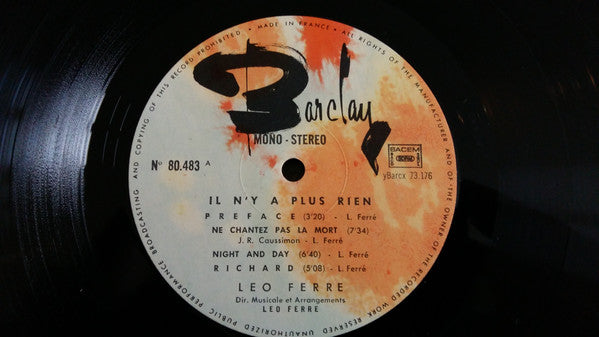 UNAUTHORIZED PUBLIC PERFORMANCE BROADCASTING AND COPYING OF THIS RECORD PROHIBITED • MADE IN FRANCE • ALL RIGHTS OF THE MANUFACTURER AND OF THE OWNER OF THE RECORDED WORK RESERVED
Barclay
MONO - STEREO
SACEM
N° 80.483 A
yBarcx 73.176
IL N'Y A PLUS RIEN
PREFACE (3'20) - L. Ferré
NE CHANTEZ PAS LA MORT (7'34)
J.R. Caussimon - L. Ferré
NIGHT AND DAY (6'40) - L. Ferré
RICHARD (5'08) - L. Ferré
LEO FERRE
Dir. Musicale et Arrangements
LEO FERRE